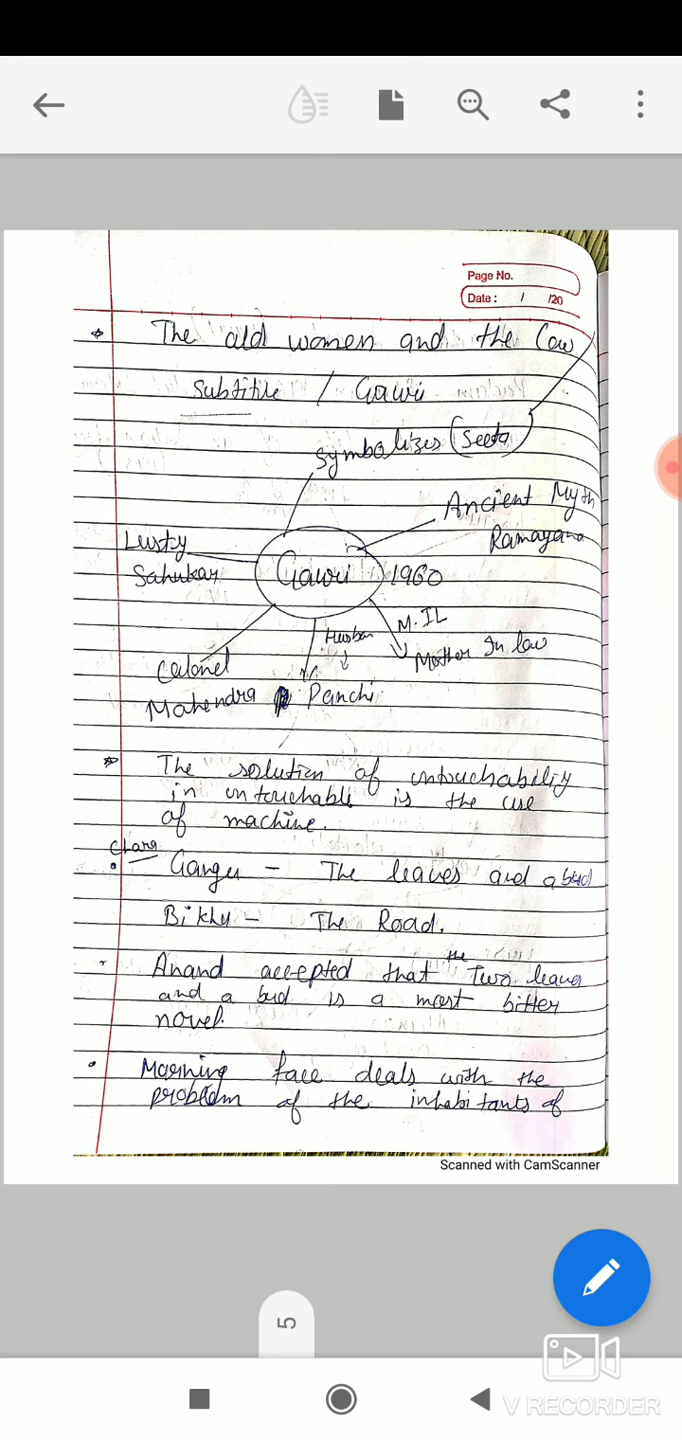 Page No.
Date : / /20
The old women and the Cow
Subtitle / Gauri
Symbolizes (Seeta)
Ancient Myth
Ramayana
Lusty
Sahukar
Gauri 1960
M.IL
Husban
Mother In law
Colonel
Mahendra
Panchi
The solution of untouchability
in untouchable is the use
of machine.
Chara
Gangu - The leaves and a bud
Bikhu - The Road.
Anand accepted that the Two leaves
and a bud is a most bitter
novel.
Morning face deals with the
problem of the inhabitants of
Scanned with CamScanner
5
V RECORDER